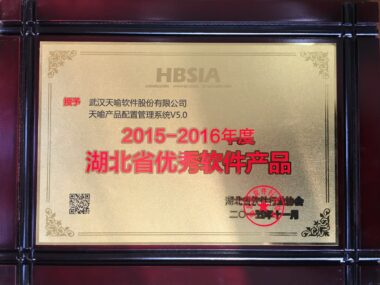 HBSIA
授予
武汉天喻软件股份有限公司
天喻产品配置管理系统V5.0
2015-2016年度
湖北省优秀软件产品
湖北省软件行业协会